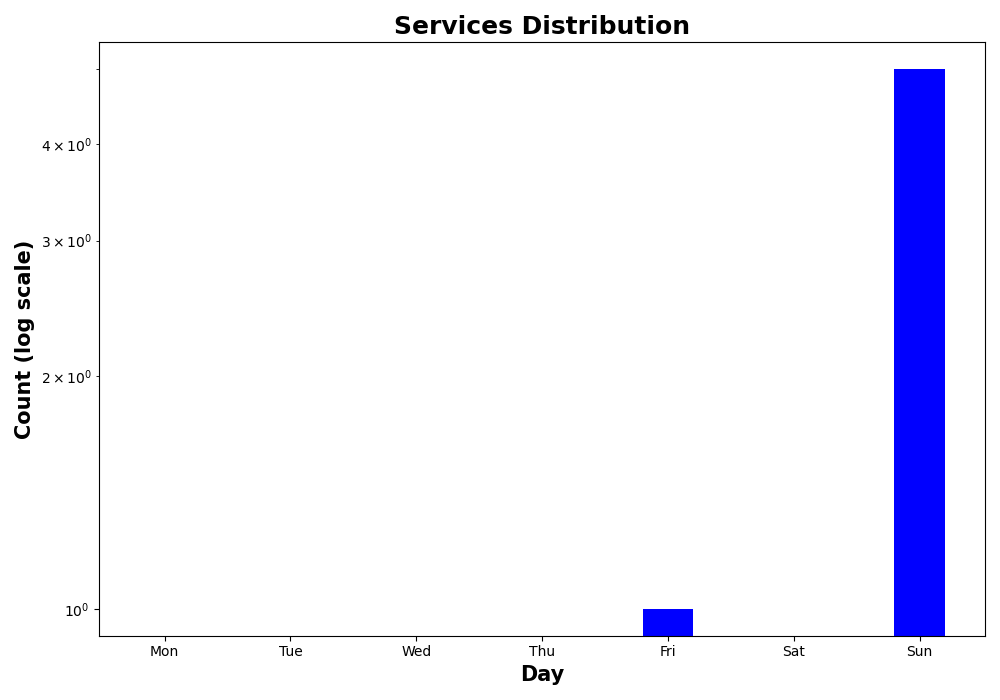 Services Distribution
Count (log scale)
4 × 10⁰
3 × 10⁰
2 × 10⁰
10⁰
Mon Tue Wed Thu Fri Sat Sun
Day